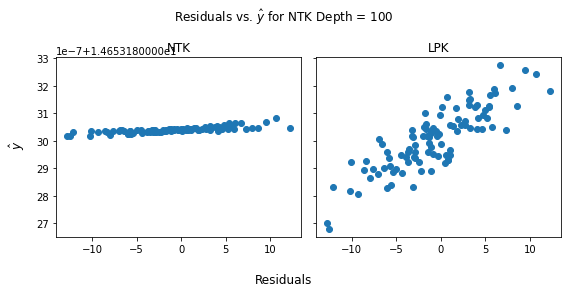 Residuals vs. ŷ for NTK Depth = 100
1e-7+1.4653180000e1
NTK
LPK
33
32
31
30
29
28
27
ŷ
−10 −5 0 5 10
−10 −5 0 5 10
Residuals